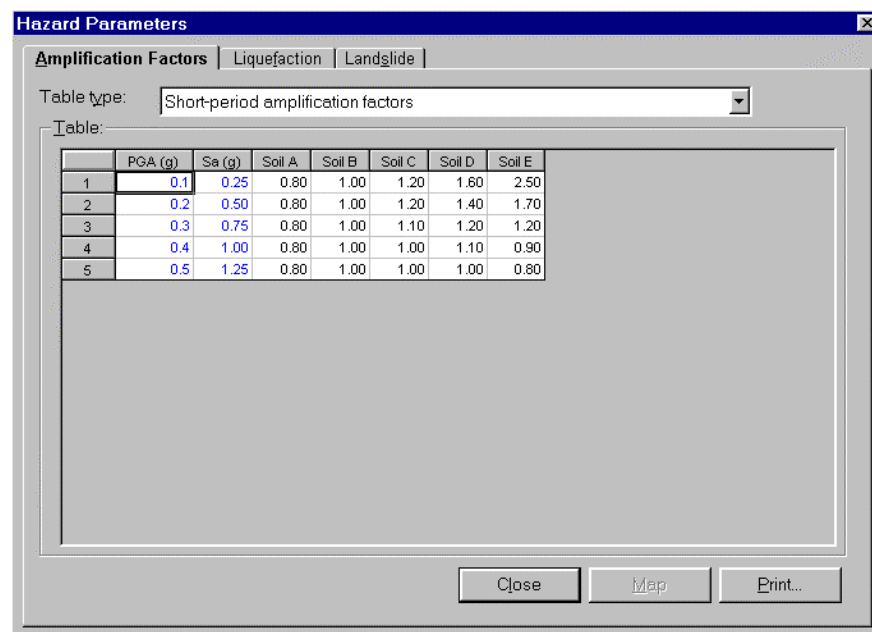 Hazard Parameters
Amplification Factors Liquefaction Landslide
Table type: Short-period amplification factors
Table:
PGA (g) Sa (g) Soil A Soil B Soil C Soil D Soil E
1 0.1 0.25 0.80 1.00 1.20 1.60 2.50
2 0.2 0.50 0.80 1.00 1.20 1.40 1.70
3 0.3 0.75 0.80 1.00 1.10 1.20 1.20
4 0.4 1.00 0.80 1.00 1.00 1.10 0.90
5 0.5 1.25 0.80 1.00 1.00 1.00 0.80
Close Map Print...